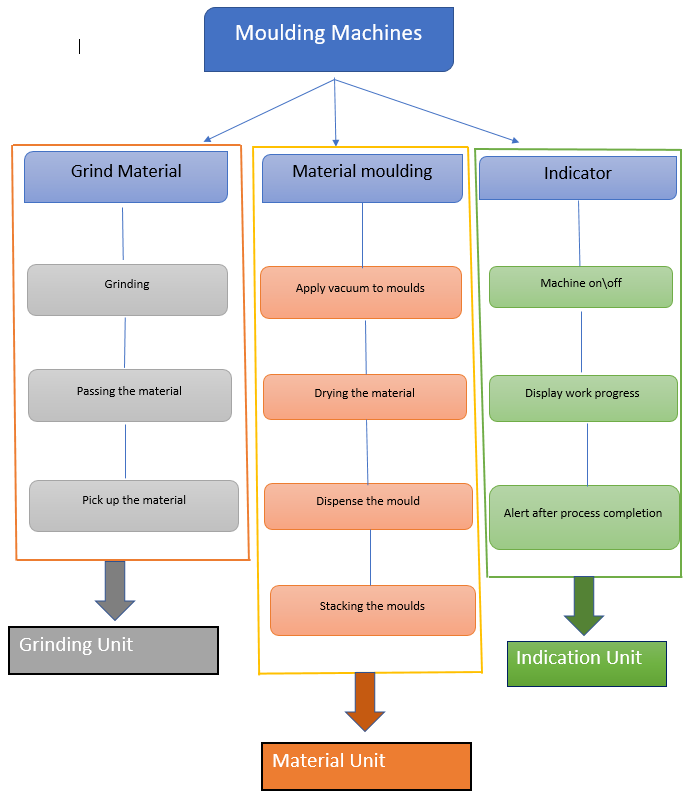 Moulding Machines
Grind Material
Grinding
Passing the material
Pick up the material
Grinding Unit
Material moulding
Apply vacuum to moulds
Drying the material
Dispense the mould
Stacking the moulds
Material Unit
Indicator
Machine on\off
Display work progress
Alert after process completion
Indication Unit